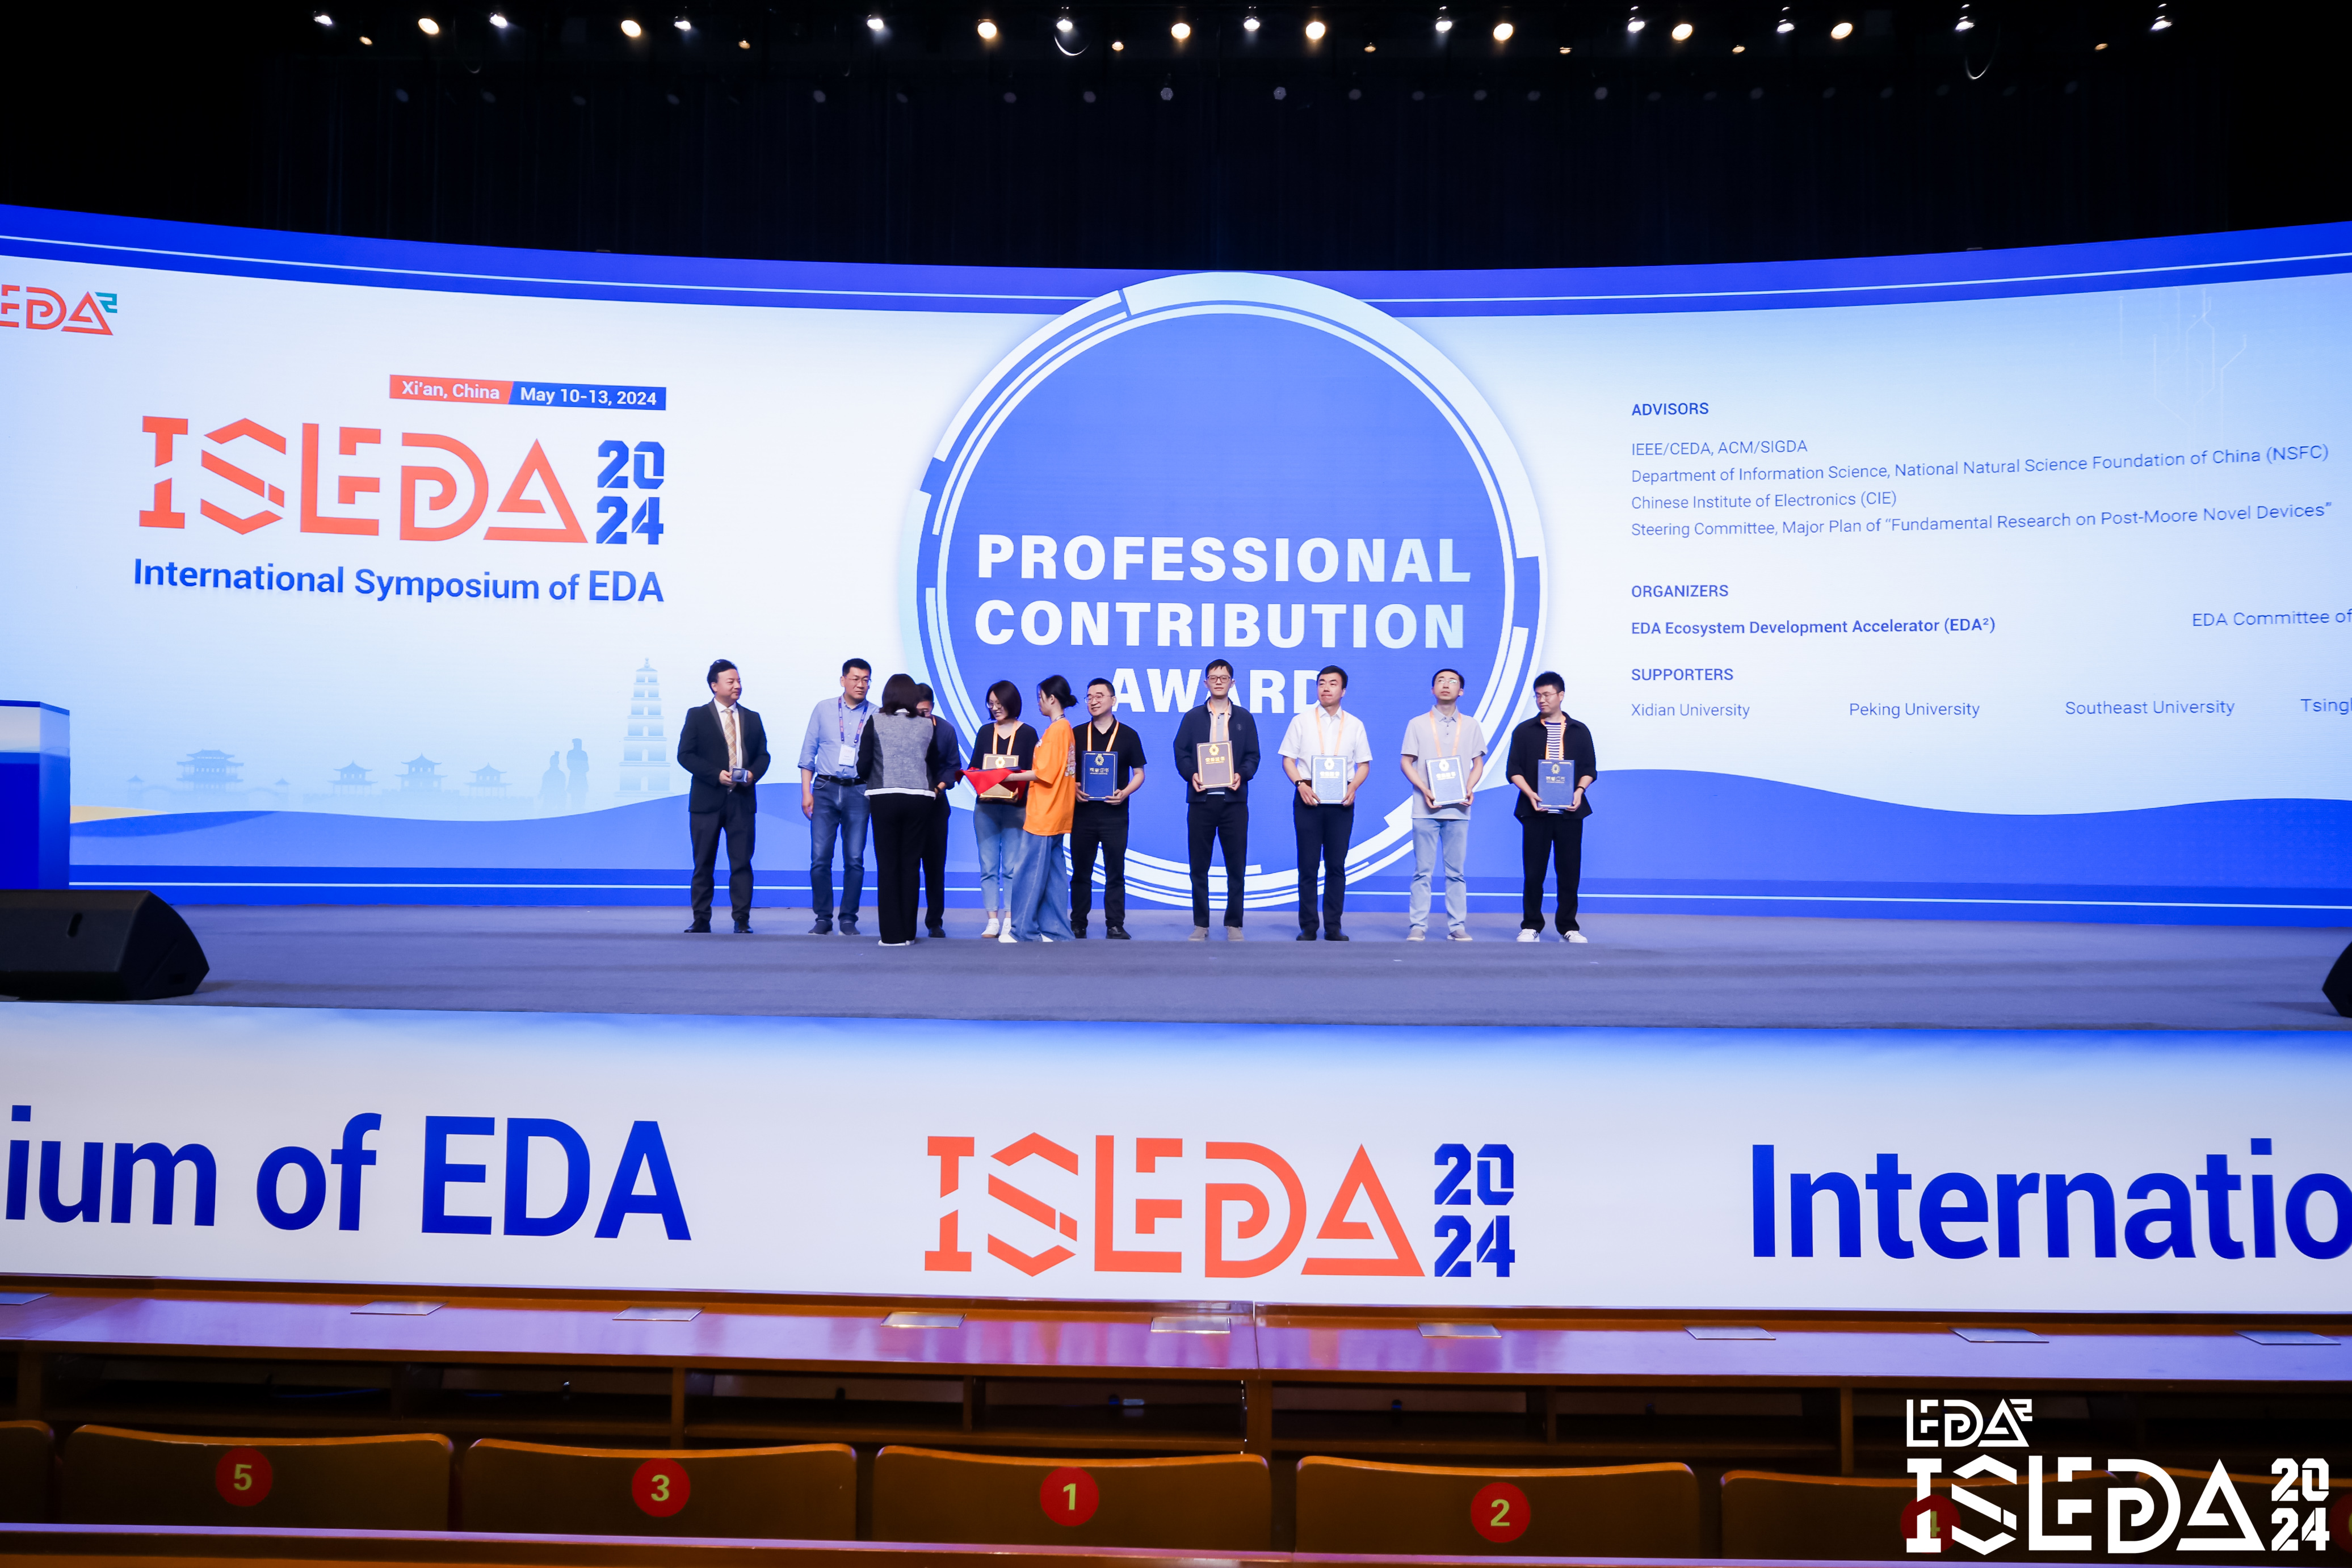 EDA²
Xi'an, China May 10-13, 2024
ISEDA 2024
International Symposium of EDA
PROFESSIONAL
CONTRIBUTION
AWARD
ADVISORS
IEEE/CEDA, ACM/SIGDA
Department of Information Science, National Natural Science Foundation of China (NSFC)
Chinese Institute of Electronics (CIE)
Steering Committee, Major Plan of “Fundamental Research on Post-Moore Novel Devices”
ORGANIZERS
EDA Ecosystem Development Accelerator (EDA²) EDA Committee of
SUPPORTERS
Xidian University Peking University Southeast University Tsing
ium of EDA
ISEDA 2024
Internatio
5 3 1 2 4
EDA²
ISEDA 2024